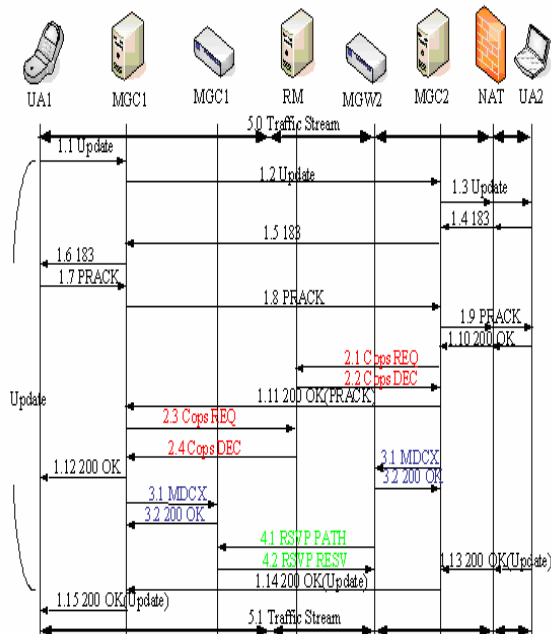 UA1 MGC1 MGC1 RM MGW2 MGC2 NAT UA2
5.0 Traffic Stream
1.1 Update
1.2 Update
1.3 Update
1.4 183
1.5 183
1.6 183
1.7 PRACK
1.8 PRACK
1.9 PRACK
1.10 200 OK
2.1 Cops REQ
2.2 Cops DEC
1.11 200 OK(PRACK)
Update
2.3 Cops REQ
2.4 Cops DEC
3.1 MDCX
1.12 200 OK
3.2 200 OK
3.1 MDCX
3.2 200 OK
4.1 RSVP PATH
4.2 RSVP RESV
1.13 200 OK(Update)
1.14 200 OK(Update)
1.15 200 OK(Update)
5.1 Traffic Stream